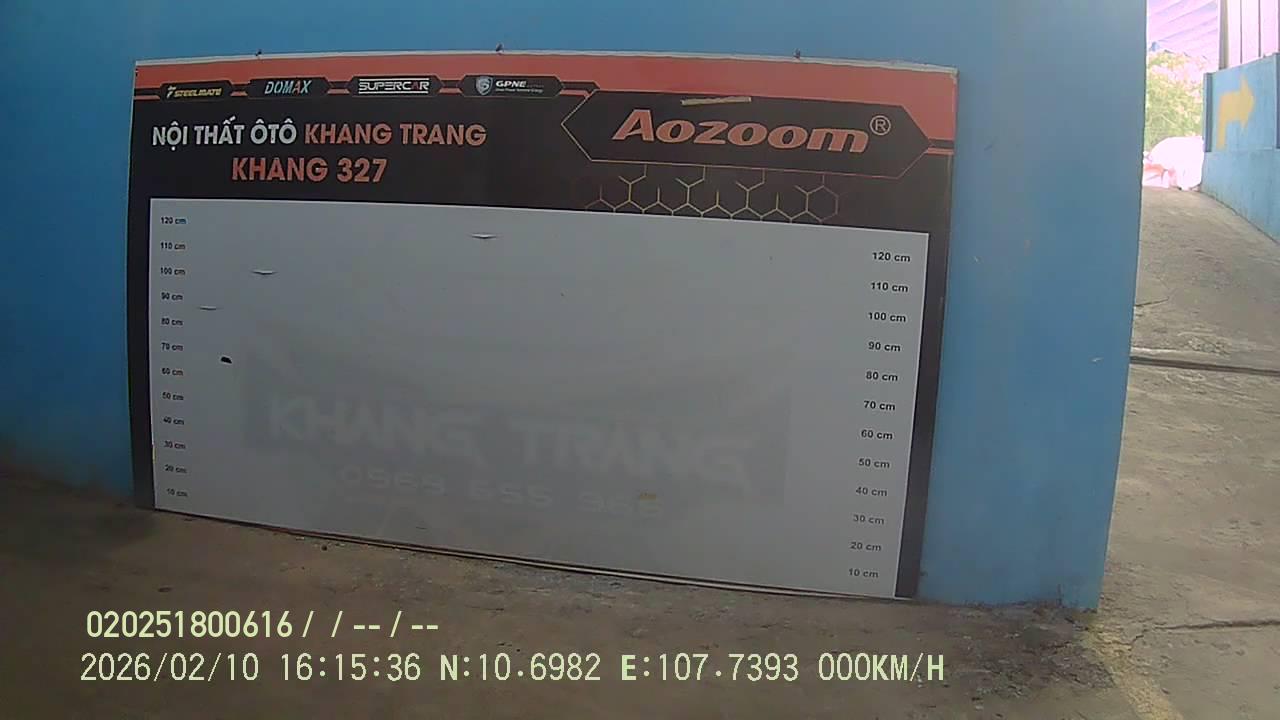 STEELMATE DOMAX SUPERCAR GPNE
NỘI THẤT ÔTÔ KHANG TRANG
KHANG 327
Aozoom®
120 cm
110 cm
100 cm
90 cm
80 cm
70 cm
60 cm
50 cm
40 cm
30 cm
20 cm
10 cm
120 cm
110 cm
100 cm
90 cm
80 cm
70 cm
60 cm
50 cm
40 cm
30 cm
20 cm
10 cm
KHANG TRANG
020251800616 / / -- / --
2026/02/10 16:15:36 N:10.6982 E:107.7393 000KM/H